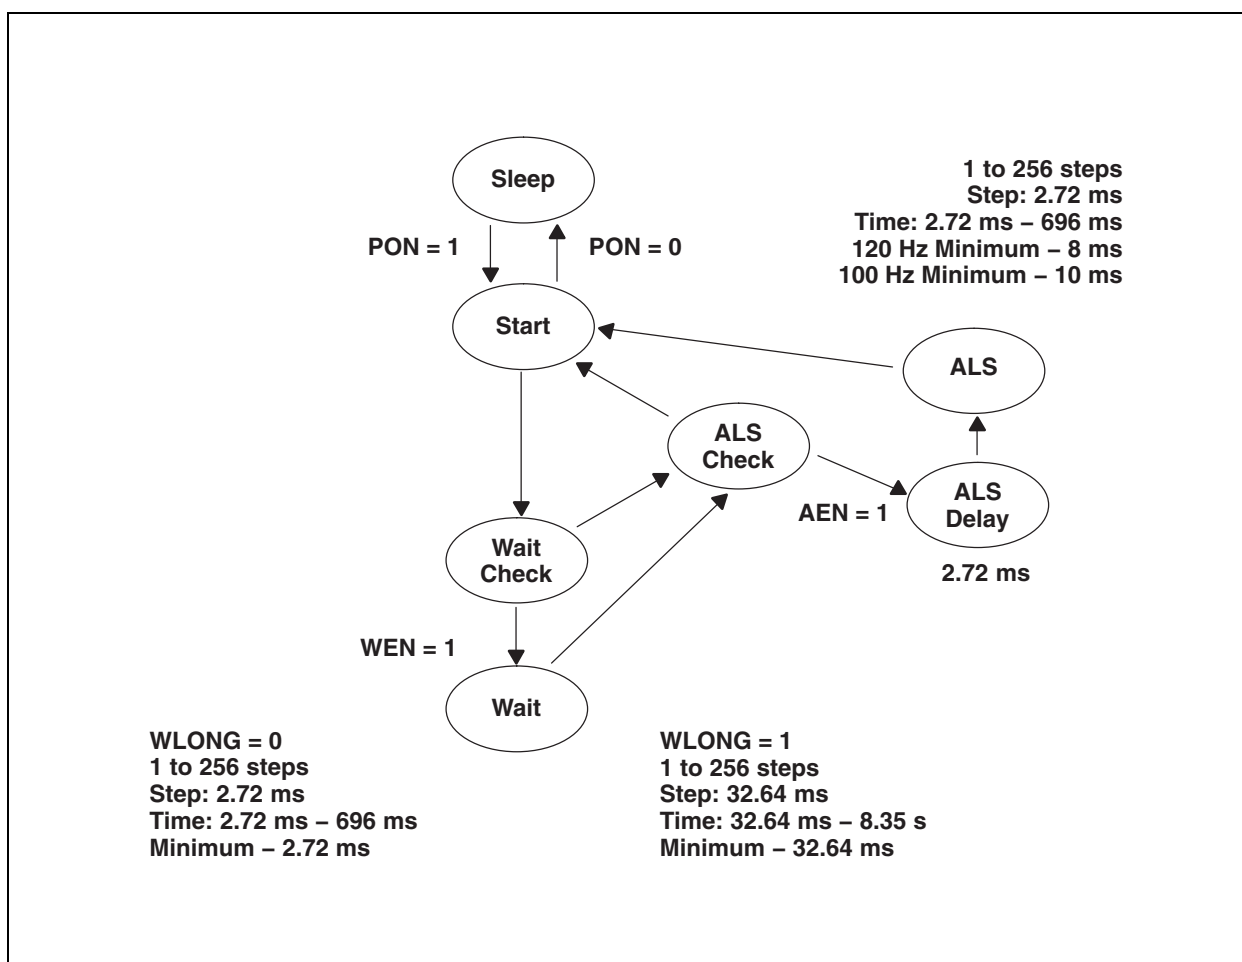 Sleep
1 to 256 steps
Step: 2.72 ms
Time: 2.72 ms – 696 ms
120 Hz Minimum – 8 ms
100 Hz Minimum – 10 ms
PON = 1
PON = 0
Start
ALS
ALS
Check
ALS
Delay
AEN = 1
2.72 ms
Wait
Check
WEN = 1
Wait
WLONG = 0
1 to 256 steps
Step: 2.72 ms
Time: 2.72 ms – 696 ms
Minimum – 2.72 ms
WLONG = 1
1 to 256 steps
Step: 32.64 ms
Time: 32.64 ms – 8.35 s
Minimum – 32.64 ms